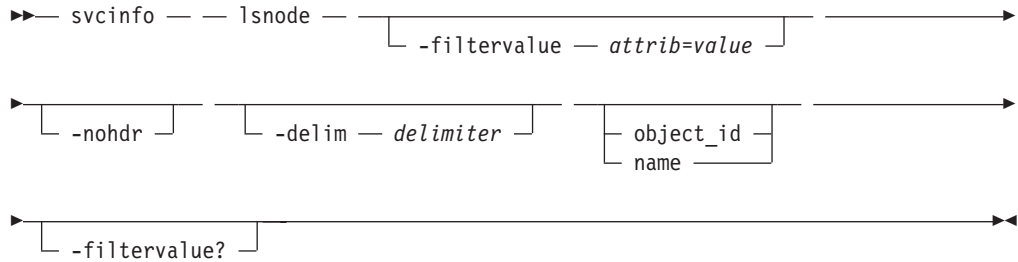 svcinfo lsnode
-filtervalue attrib=value
-nohdr -delim delimiter object_id
name
-filtervalue?